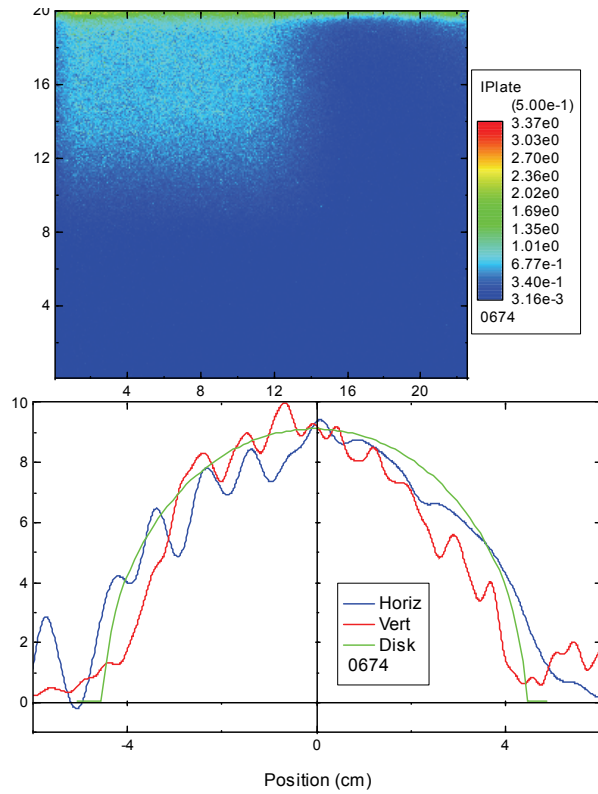 20
16
12
8
4
4 8 12 16 20
IPlate
(5.00e-1)
3.37e0
3.03e0
2.70e0
2.36e0
2.02e0
1.69e0
1.35e0
1.01e0
6.77e-1
3.40e-1
3.16e-3
0674
10
8
6
4
2
0
-4 0 4
Horiz
Vert
Disk
0674
Position (cm)